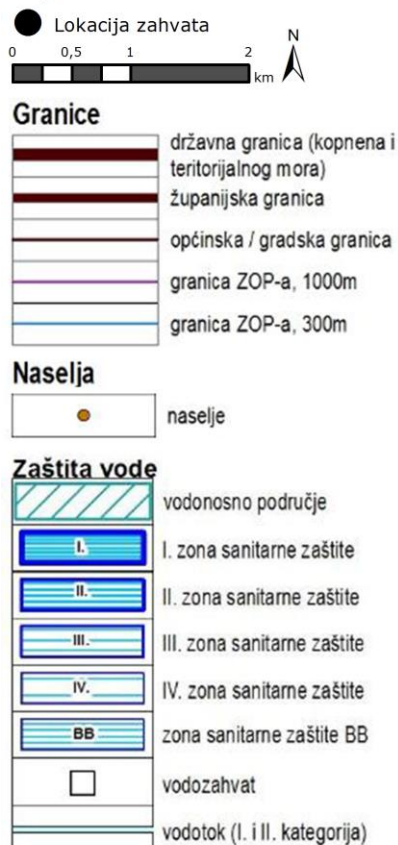 Lokacija zahvata
N
0 0,5 1 2
km
Granice
državna granica (kopnena i
teritorijalnog mora)
županijska granica
općinska / gradska granica
granica ZOP-a, 1000m
granica ZOP-a, 300m
Naselja
naselje
Zaštita vode
vodonosno područje
I. I. zona sanitarne zaštite
II. II. zona sanitarne zaštite
III. III. zona sanitarne zaštite
IV. IV. zona sanitarne zaštite
BB zona sanitarne zaštite BB
vodozahvat
vodotok (I. i II. kategorija)